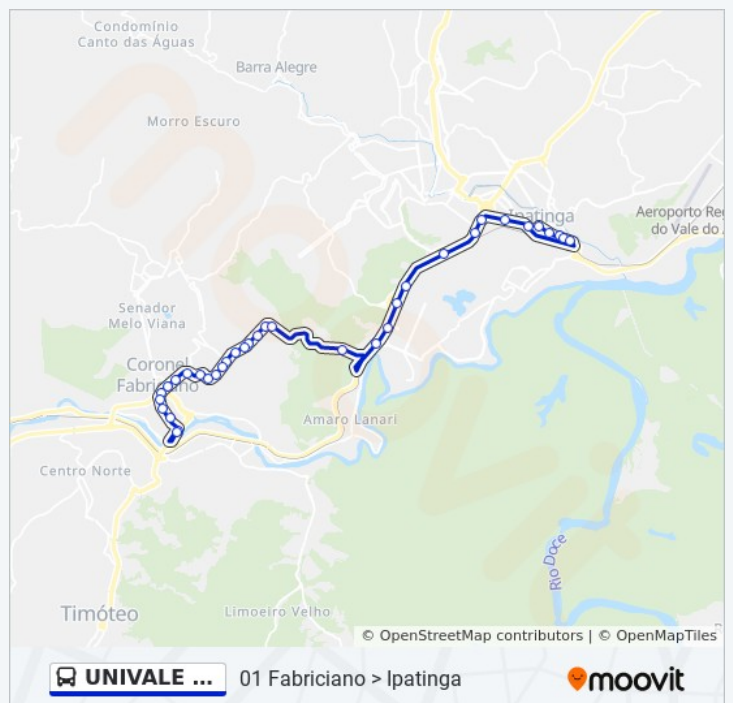 Condomínio
Canto das Águas
Barra Alegre
Morro Escuro
Ipatinga
Aeroporto Re
do Vale do
Senador
Melo Viana
Coronel
Fabriciano
Amaro Lanari
Centro Norte
Rio Doce
Timóteo
Limoeiro Velho
moovit
© OpenStreetMap contributors | © OpenMapTiles
UNIVALE ...
01 Fabriciano > Ipatinga
moovit